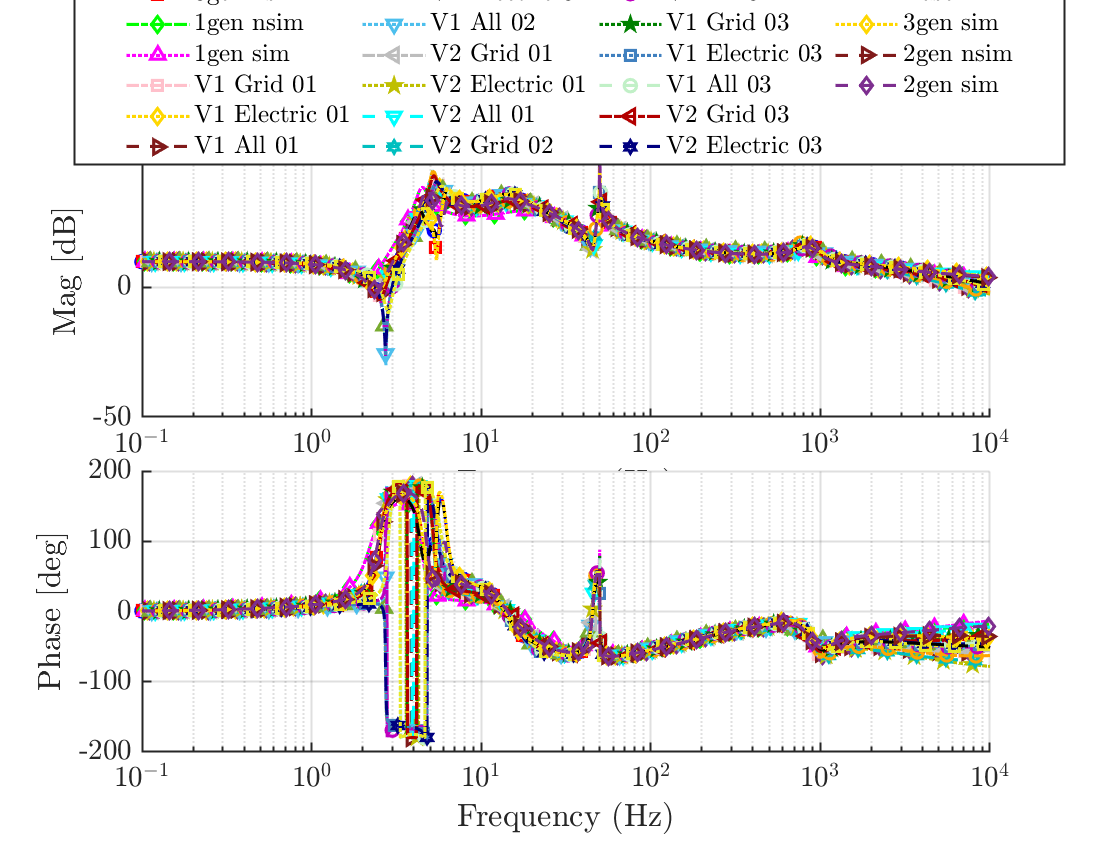 1gen nsim V1 All 02 V1 Grid 03 3gen sim
1gen sim V2 Grid 01 V1 Electric 03 2gen nsim
V1 Grid 01 V2 Electric 01 V1 All 03 2gen sim
V1 Electric 01 V2 All 01 V2 Grid 03
V1 All 01 V2 Grid 02 V2 Electric 03
Mag [dB]
0
-50
10⁻¹ 10⁰ 10¹ 10² 10³ 10⁴
200
100
0
-100
-200
Phase [deg]
10⁻¹ 10⁰ 10¹ 10² 10³ 10⁴
Frequency (Hz)